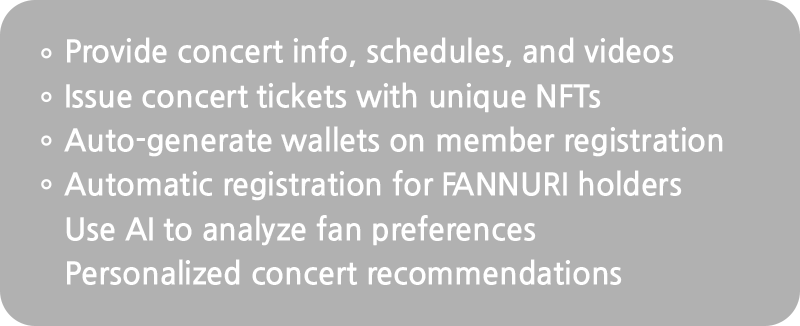 ◦ Provide concert info, schedules, and videos
◦ Issue concert tickets with unique NFTs
◦ Auto-generate wallets on member registration
◦ Automatic registration for FANNURI holders
Use AI to analyze fan preferences
Personalized concert recommendations